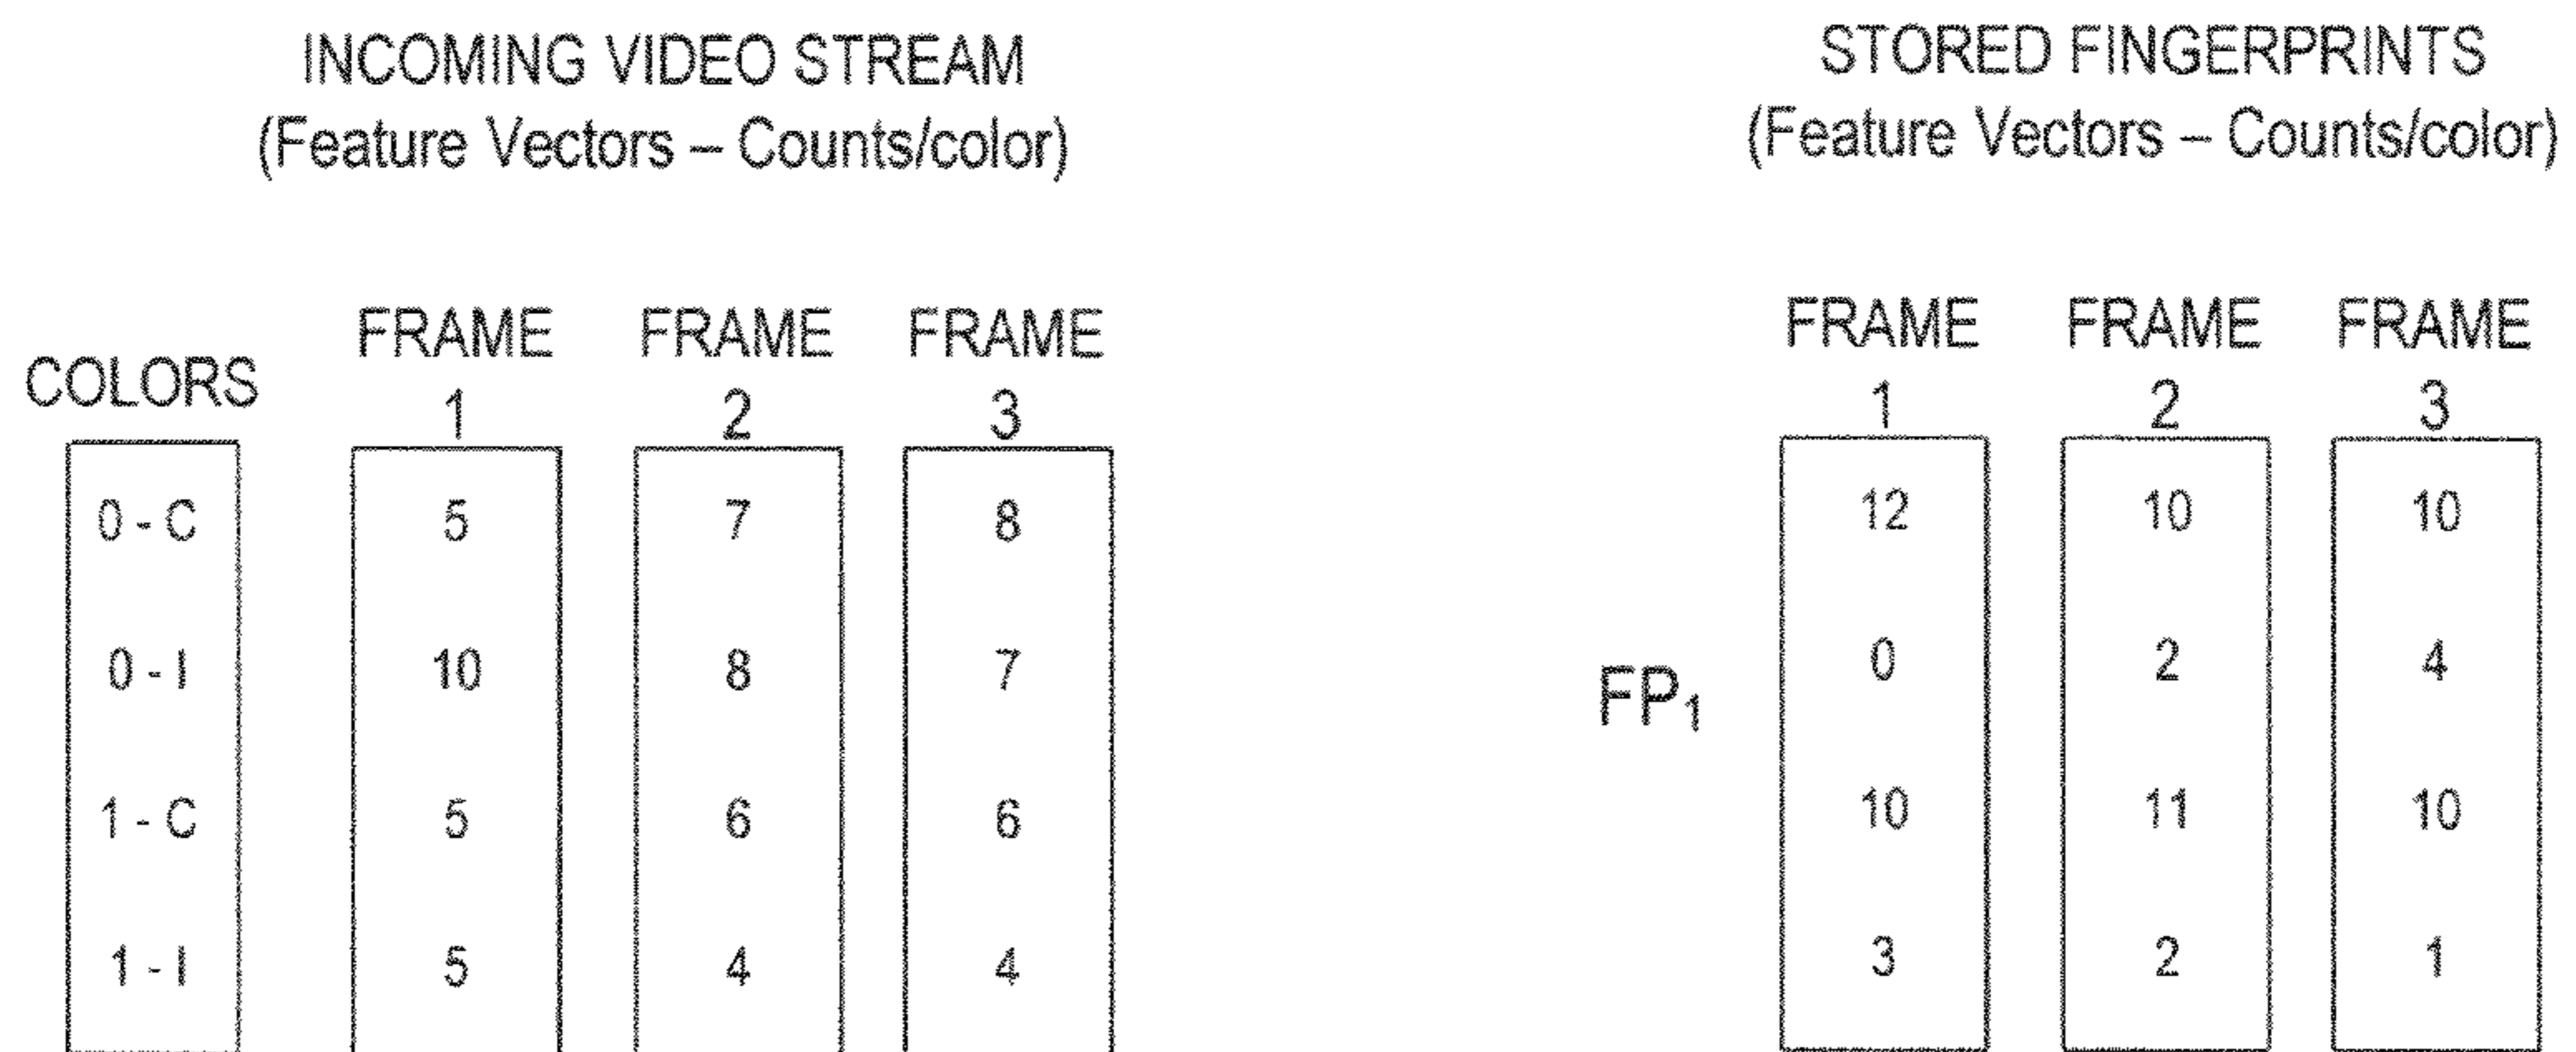 INCOMING VIDEO STREAM
(Feature Vectors – Counts/color)
COLORS FRAME 1 FRAME 2 FRAME 3
0 - C 5 7 8
0 - I 10 8 7
1 - C 5 6 6
1 - I 5 4 4
STORED FINGERPRINTS
(Feature Vectors – Counts/color)
FRAME 1 FRAME 2 FRAME 3
FP₁
12 10 10
0 2 4
10 11 10
3 2 1